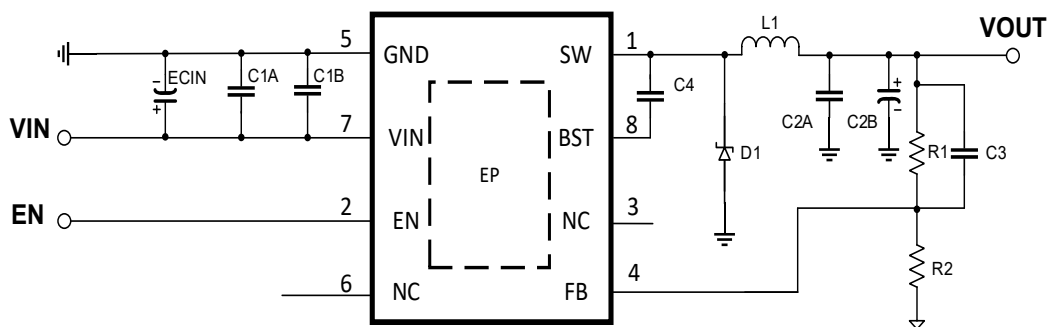 5
GND
SW
1
L1
VOUT
ECIN
C1A
C1B
C4
-
+
+
-
VIN
7
VIN
BST
8
C2A
C2B
R1
C3
EP
D1
EN
2
EN
NC
3
6
NC
FB
4
R2